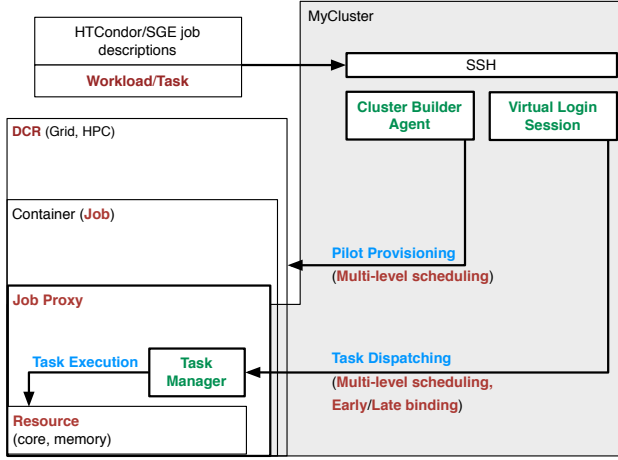 MyCluster
HTCondor/SGE job
descriptions
Workload/Task
SSH
Cluster Builder
Agent
Virtual Login
Session
DCR (Grid, HPC)
Container (Job)
Pilot Provisioning
(Multi-level scheduling)
Job Proxy
Task Execution
Task
Manager
Task Dispatching
(Multi-level scheduling,
Early/Late binding)
Resource
(core, memory)